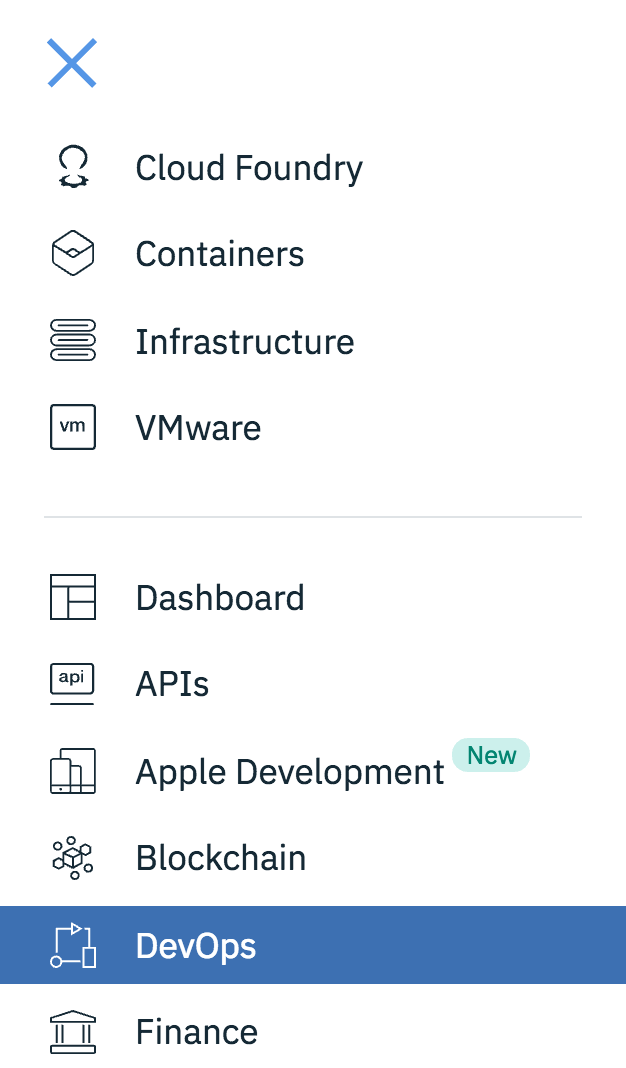 Cloud Foundry
Containers
Infrastructure
vm VMware
Dashboard
api APIs
Apple Development New
Blockchain
DevOps
Finance